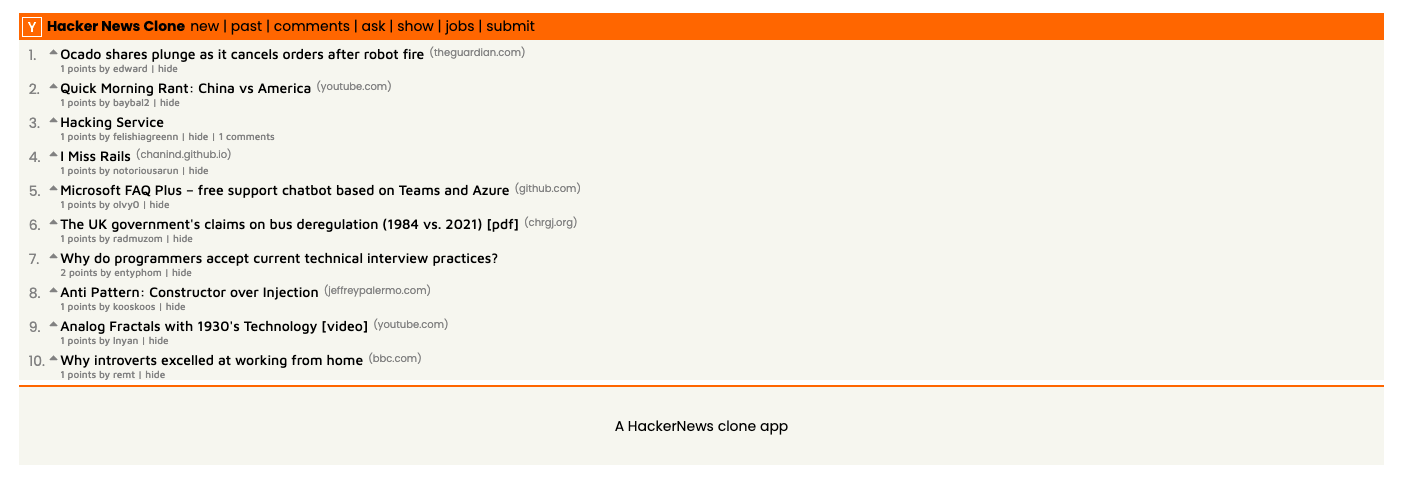 Y Hacker News Clone new | past | comments | ask | show | jobs | submit
1. Ocado shares plunge as it cancels orders after robot fire (theguardian.com)
1 points by edward | hide
2. Quick Morning Rant: China vs America (youtube.com)
1 points by baybal2 | hide
3. Hacking Service
1 points by felishiagreenn | hide | 1 comments
4. I Miss Rails (chanind.github.io)
1 points by notoriousarun | hide
5. Microsoft FAQ Plus – free support chatbot based on Teams and Azure (github.com)
1 points by olvy0 | hide
6. The UK government's claims on bus deregulation (1984 vs. 2021) [pdf] (chrgj.org)
1 points by radmuzom | hide
7. Why do programmers accept current technical interview practices?
2 points by entyphom | hide
8. Anti Pattern: Constructor over Injection (jeffreypalermo.com)
1 points by kooskoos | hide
9. Analog Fractals with 1930's Technology [video] (youtube.com)
1 points by lnyan | hide
10. Why introverts excelled at working from home (bbc.com)
1 points by remt | hide
A HackerNews clone app